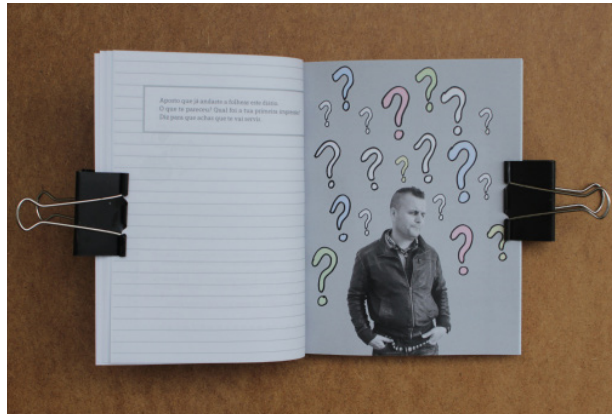 Aposto que já andaste a folhear este diário.
O que te pareceu? Qual foi a tua primeira impressão?
Diz para que achas que te vai servir.